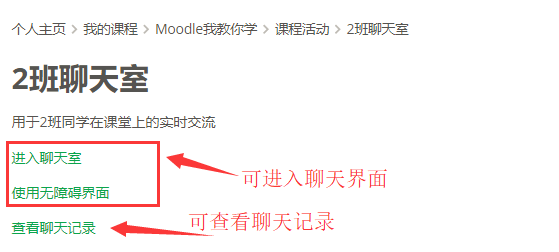 个人主页 > 我的课程 > Moodle我教你学 > 课程活动 > 2班聊天室
2班聊天室
用于2班同学在课堂上的实时交流
进入聊天室
可进入聊天界面
使用无障碍界面
可查看聊天记录
查看聊天记录